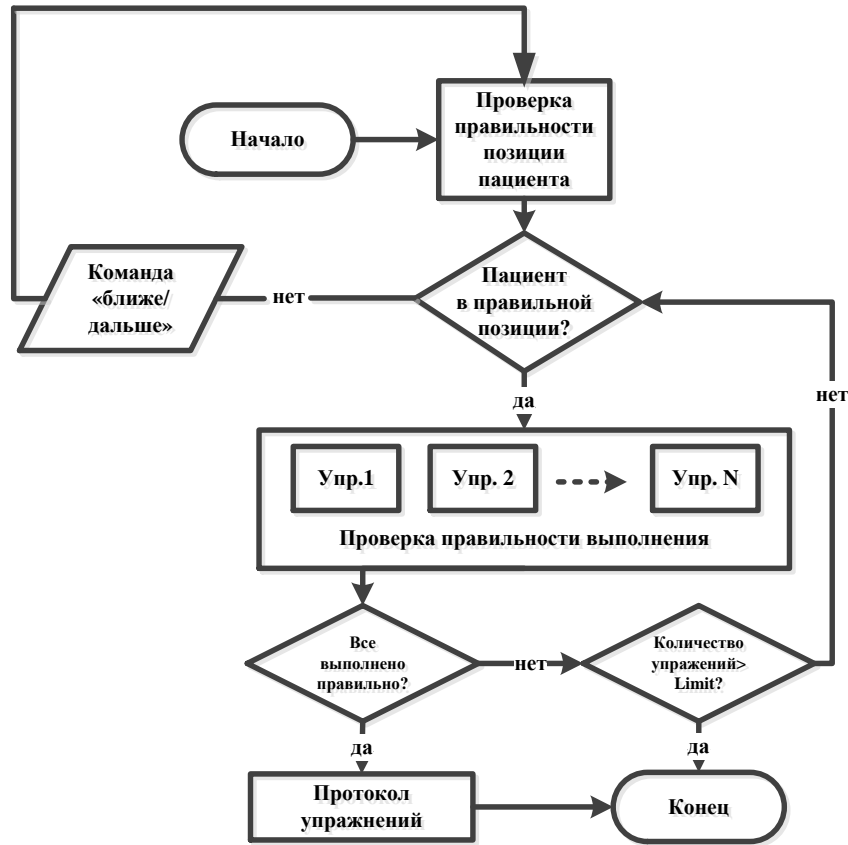 Проверка
правильности
позиции
пациента
Начало
Пациент
в правильной
позиции?
Команда
«ближе/
дальше»
нет
нет
да
Упр.1
Упр. 2
Упр. N
Проверка правильности выполнения
Все
выполнено
правильно?
нет
Количество
упражений>
Limit?
да
да
Протокол
упражнений
Конец